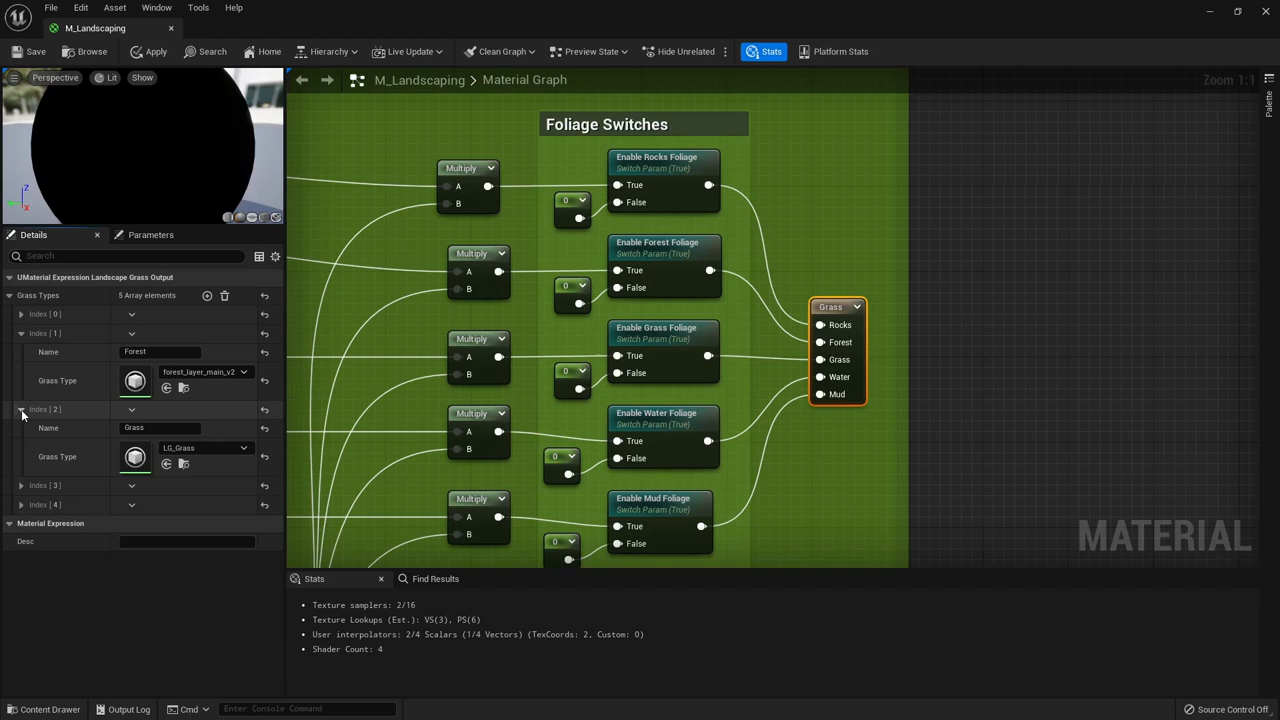 File Edit Asset Window Tools Help
M_Landscaping
Save Browse Apply Search Home Hierarchy Live Update Clean Graph Preview State Hide Unrelated Stats Platform Stats
Perspective Lit Show
M_Landscaping > Material Graph
Zoom 1:1
Palette
Z
X
Details Parameters
Search
UMaterial Expression Landscape Grass Output
Grass Types 5 Array elements
Index [ 0 ]
Index [ 1 ]
Name Forest
Grass Type forest_layer_main_v2
Index [ 2 ]
Name Grass
Grass Type LG_Grass
Index [ 3 ]
Index [ 4 ]
Material Expression
Desc
Foliage Switches
Multiply
A
B
Enable Rocks Foliage
Switch Param (True)
True
False
0
Multiply
A
B
Enable Forest Foliage
Switch Param (True)
True
False
0
Multiply
A
B
Enable Grass Foliage
Switch Param (True)
True
False
0
Multiply
A
B
Enable Water Foliage
Switch Param (True)
True
False
0
Multiply
A
B
Enable Mud Foliage
Switch Param (True)
True
False
0
Grass
Rocks
Forest
Grass
Water
Mud
MATERIAL
Stats Find Results
Texture samplers: 2/16
Texture Lookups (Est.): VS(3), PS(6)
User interpolators: 2/4 Scalars (1/4 Vectors) (TexCoords: 2, Custom: 0)
Shader Count: 4
Content Drawer Output Log Cmd Enter Console Command Source Control Off